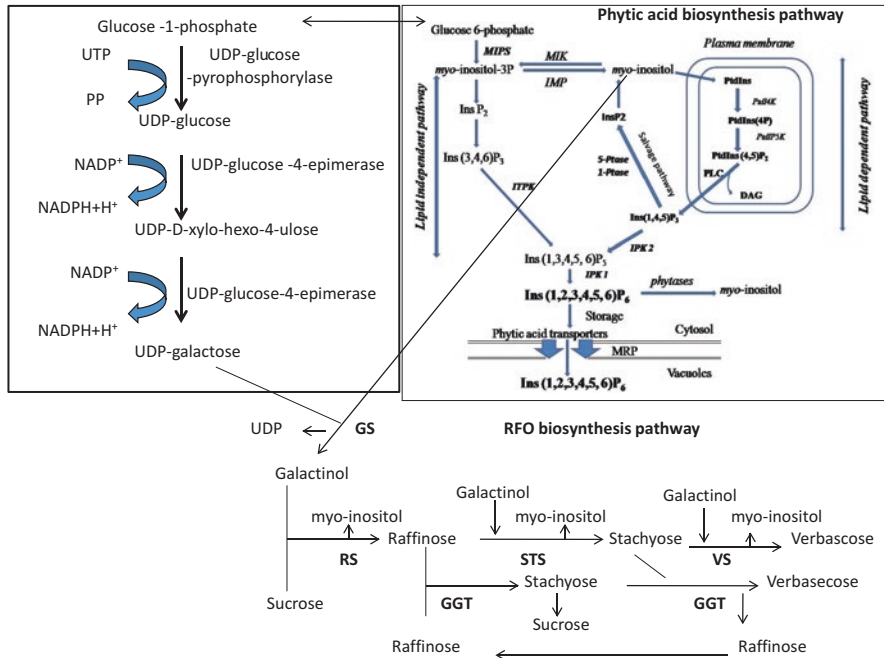 Glucose -1-phosphate
UTP
UDP-glucose
-pyrophosphorylase
PP
UDP-glucose
NADP⁺
UDP-glucose -4-epimerase
NADPH+H⁺
UDP-D-xylo-hexo-4-ulose
NADP⁺
UDP-glucose-4-epimerase
NADPH+H⁺
UDP-galactose
Phytic acid biosynthesis pathway
Glucose 6-phosphate
MIPS
myo-inositol-3P
MIK
IMP
myo-inositol
Plasma membrane
PtdIns
PtdIns(4P)
PtdIns(4,5)P₂
PLC
DAG
Lipid independent pathway
Lipid dependent pathway
Ins P₂
Ins (3,4,6)P₃
ITPK
InsP2
5-Ptase
1-Ptase
Salvage pathway
Ins(1,4,5)P₃
IPK 2
Ins (1,3,4,5, 6)P₅
IPK 1
Ins (1,2,3,4,5, 6)P₆
phytases
myo-inositol
Storage
Phytic acid transporters
Cytosol
MRP
Vacuoles
Ins (1,2,3,4,5, 6)P₆
UDP
GS
RFO biosynthesis pathway
Galactinol
myo-inositol
RS
Raffinose
Sucrose
Galactinol
myo-inositol
STS
Stachyose
Galactinol
myo-inositol
VS
Verbascose
GGT
Stachyose
Sucrose
GGT
Verbasecose
Raffinose
Raffinose